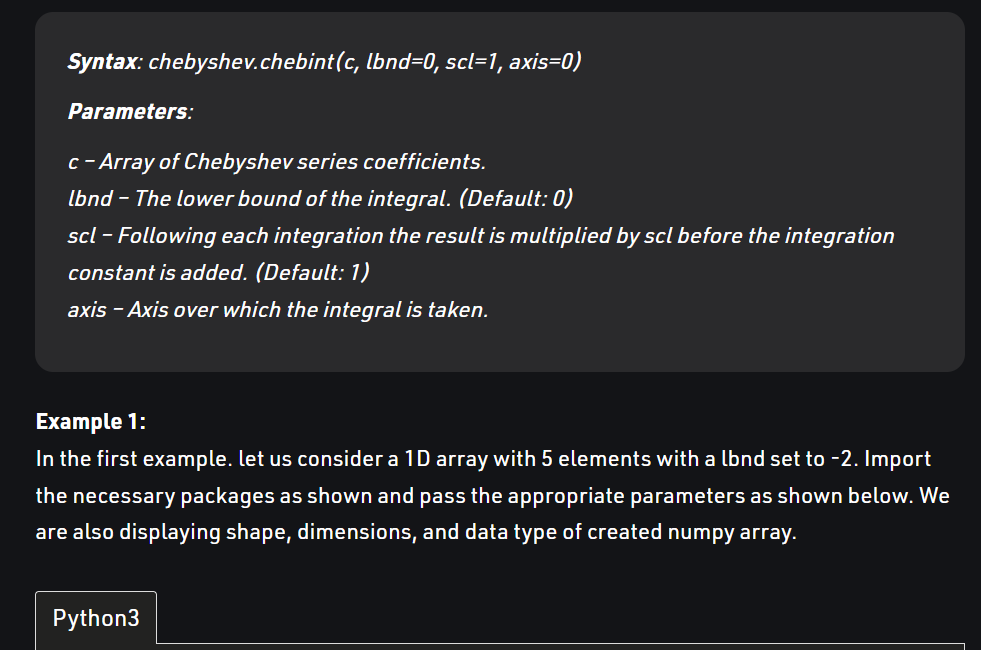 Syntax: chebyshev.chebint(c, lbnd=0, scl=1, axis=0)
Parameters:
c – Array of Chebyshev series coefficients.
lbnd – The lower bound of the integral. (Default: 0)
scl – Following each integration the result is multiplied by scl before the integration
constant is added. (Default: 1)
axis – Axis over which the integral is taken.
Example 1:
In the first example. let us consider a 1D array with 5 elements with a lbnd set to -2. Import
the necessary packages as shown and pass the appropriate parameters as shown below. We
are also displaying shape, dimensions, and data type of created numpy array.
Python3